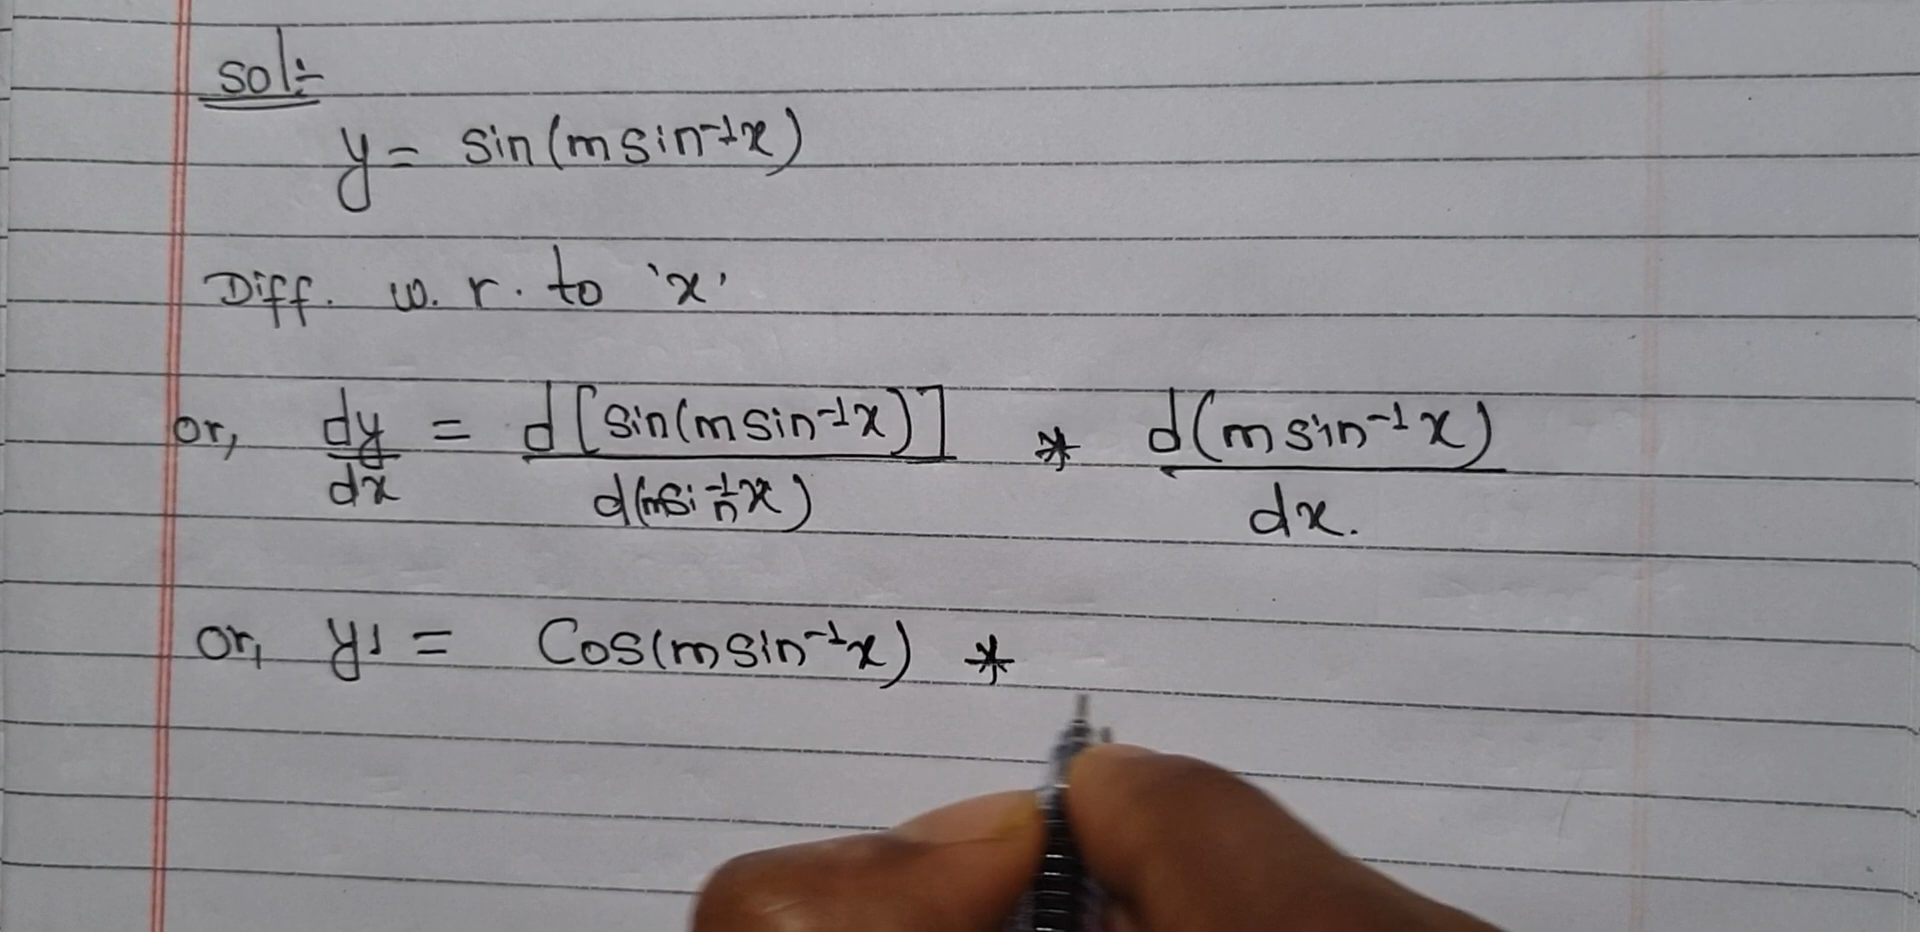 Sol:-
y = sin(m sin⁻¹x)
Diff. w. r. to 'x'
or, dy/dx = d[sin(m sin⁻¹x)]/d(m sin⁻¹x) * d(m sin⁻¹x)/dx.
or, y₁ = Cos(m sin⁻¹x) *